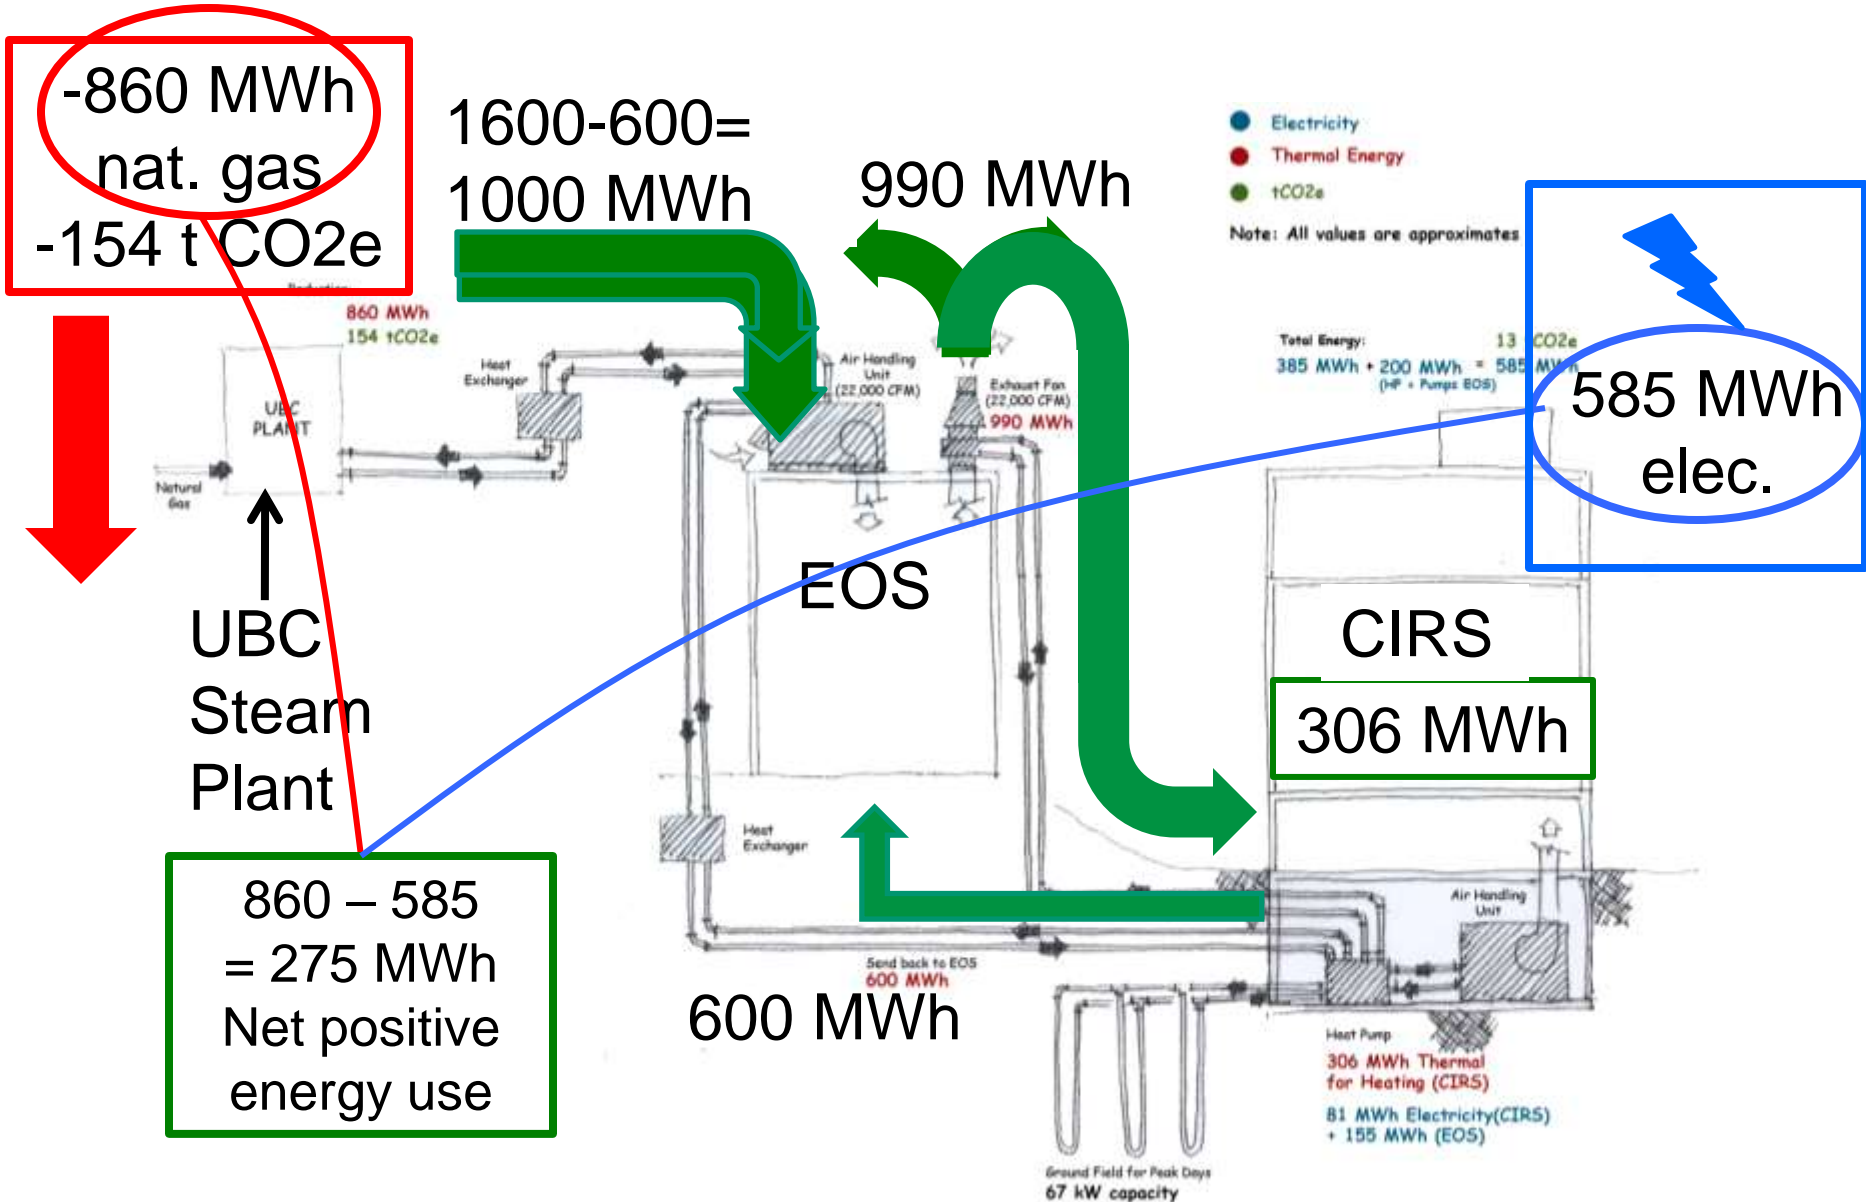 -860 MWh
nat. gas
-154 t CO2e
1600-600=
1000 MWh
990 MWh
Electricity
Thermal Energy
tCO2e
Note: All values are approximates
860 MWh
154 tCO2e
Heat
Exchanger
Air Handling
Unit
(22,000 CFM)
Exhaust Fan
(22,000 CFM)
990 MWh
Total Energy:
13 CO2e
385 MWh + 200 MWh = 585 MWh
(HP + Pumps EOS)
585 MWh
elec.
UBC
PLANT
Natural
Gas
EOS
CIRS
306 MWh
UBC
Steam
Plant
Heat
Exchanger
860 – 585
= 275 MWh
Net positive
energy use
Air Handling
Unit
Send back to EOS
600 MWh
600 MWh
Heat Pump
306 MWh Thermal
for Heating (CIRS)
81 MWh Electricity(CIRS)
+ 155 MWh (EOS)
Ground Field for Peak Days
67 kW capacity